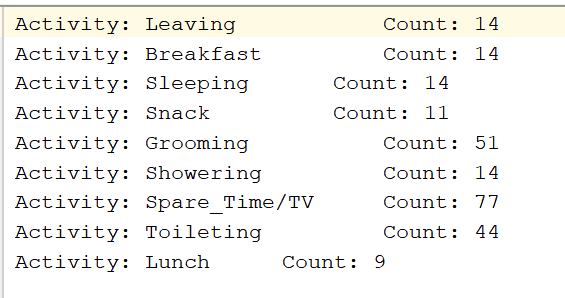 Activity: Leaving Count: 14
Activity: Breakfast Count: 14
Activity: Sleeping Count: 14
Activity: Snack Count: 11
Activity: Grooming Count: 51
Activity: Showering Count: 14
Activity: Spare_Time/TV Count: 77
Activity: Toileting Count: 44
Activity: Lunch Count: 9